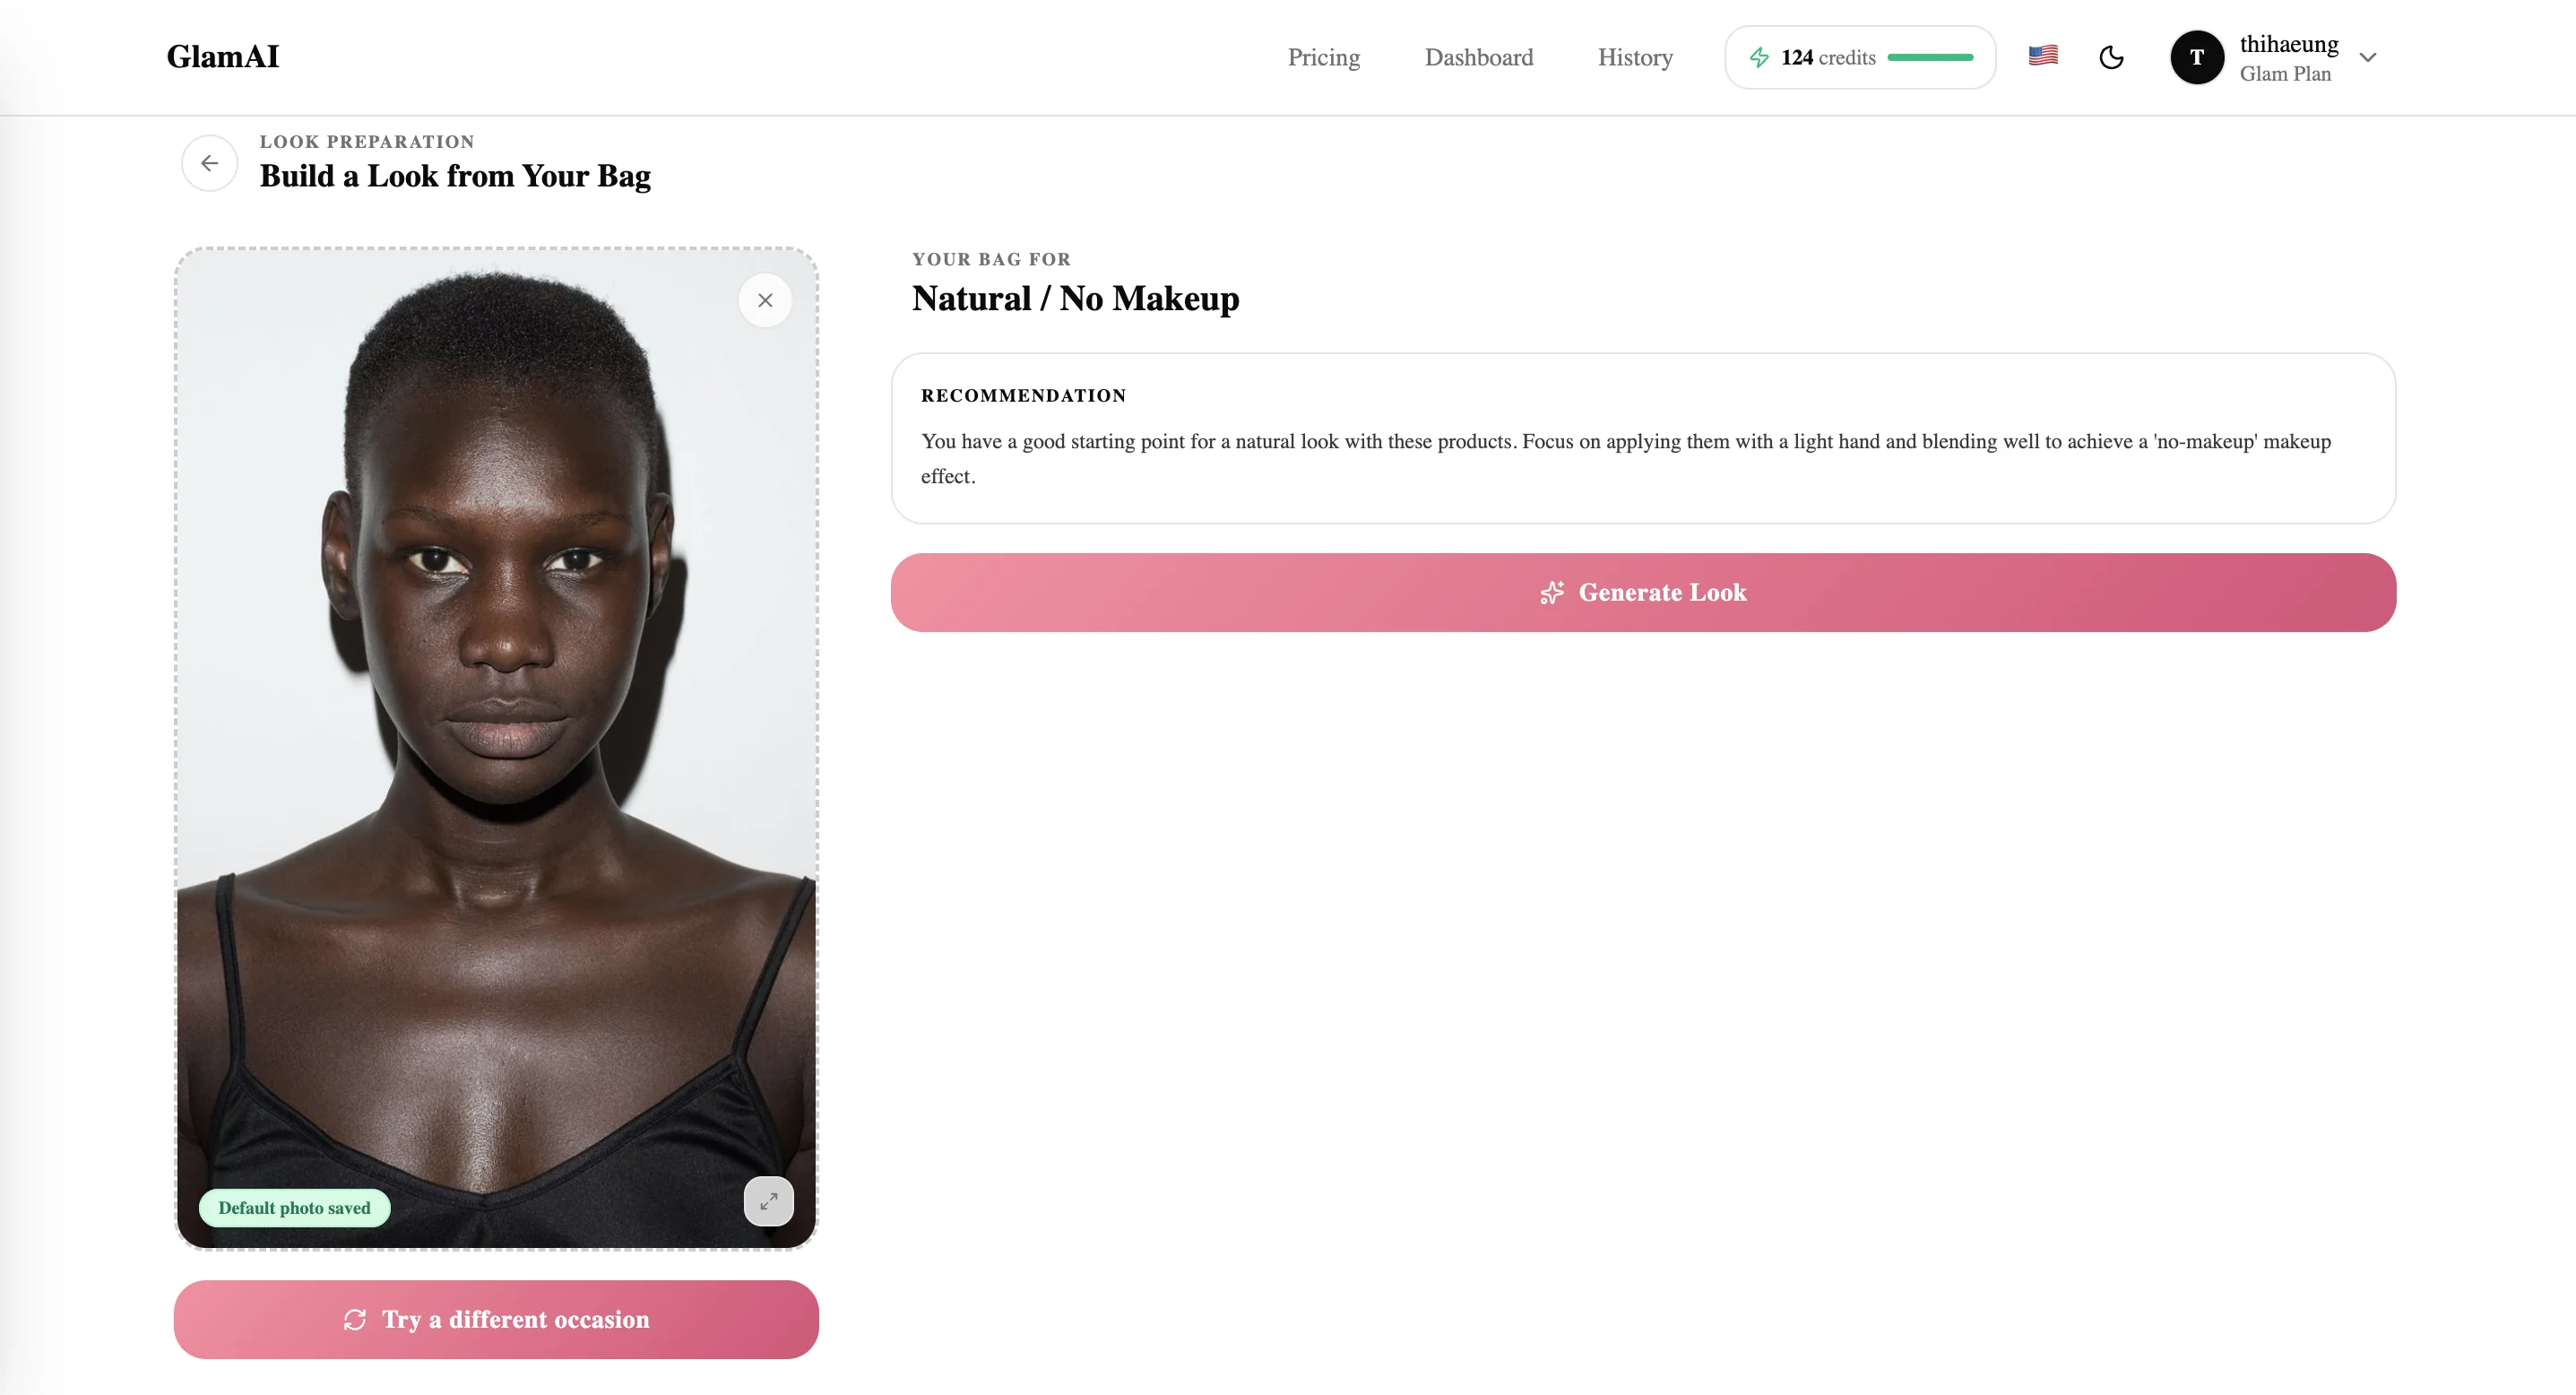 GlamAI
Pricing
Dashboard
History
124 credits
T
thihaeung
Glam Plan
LOOK PREPARATION
Build a Look from Your Bag
YOUR BAG FOR
Natural / No Makeup
RECOMMENDATION
You have a good starting point for a natural look with these products. Focus on applying them with a light hand and blending well to achieve a 'no-makeup' makeup
effect.
Generate Look
Default photo saved
Try a different occasion